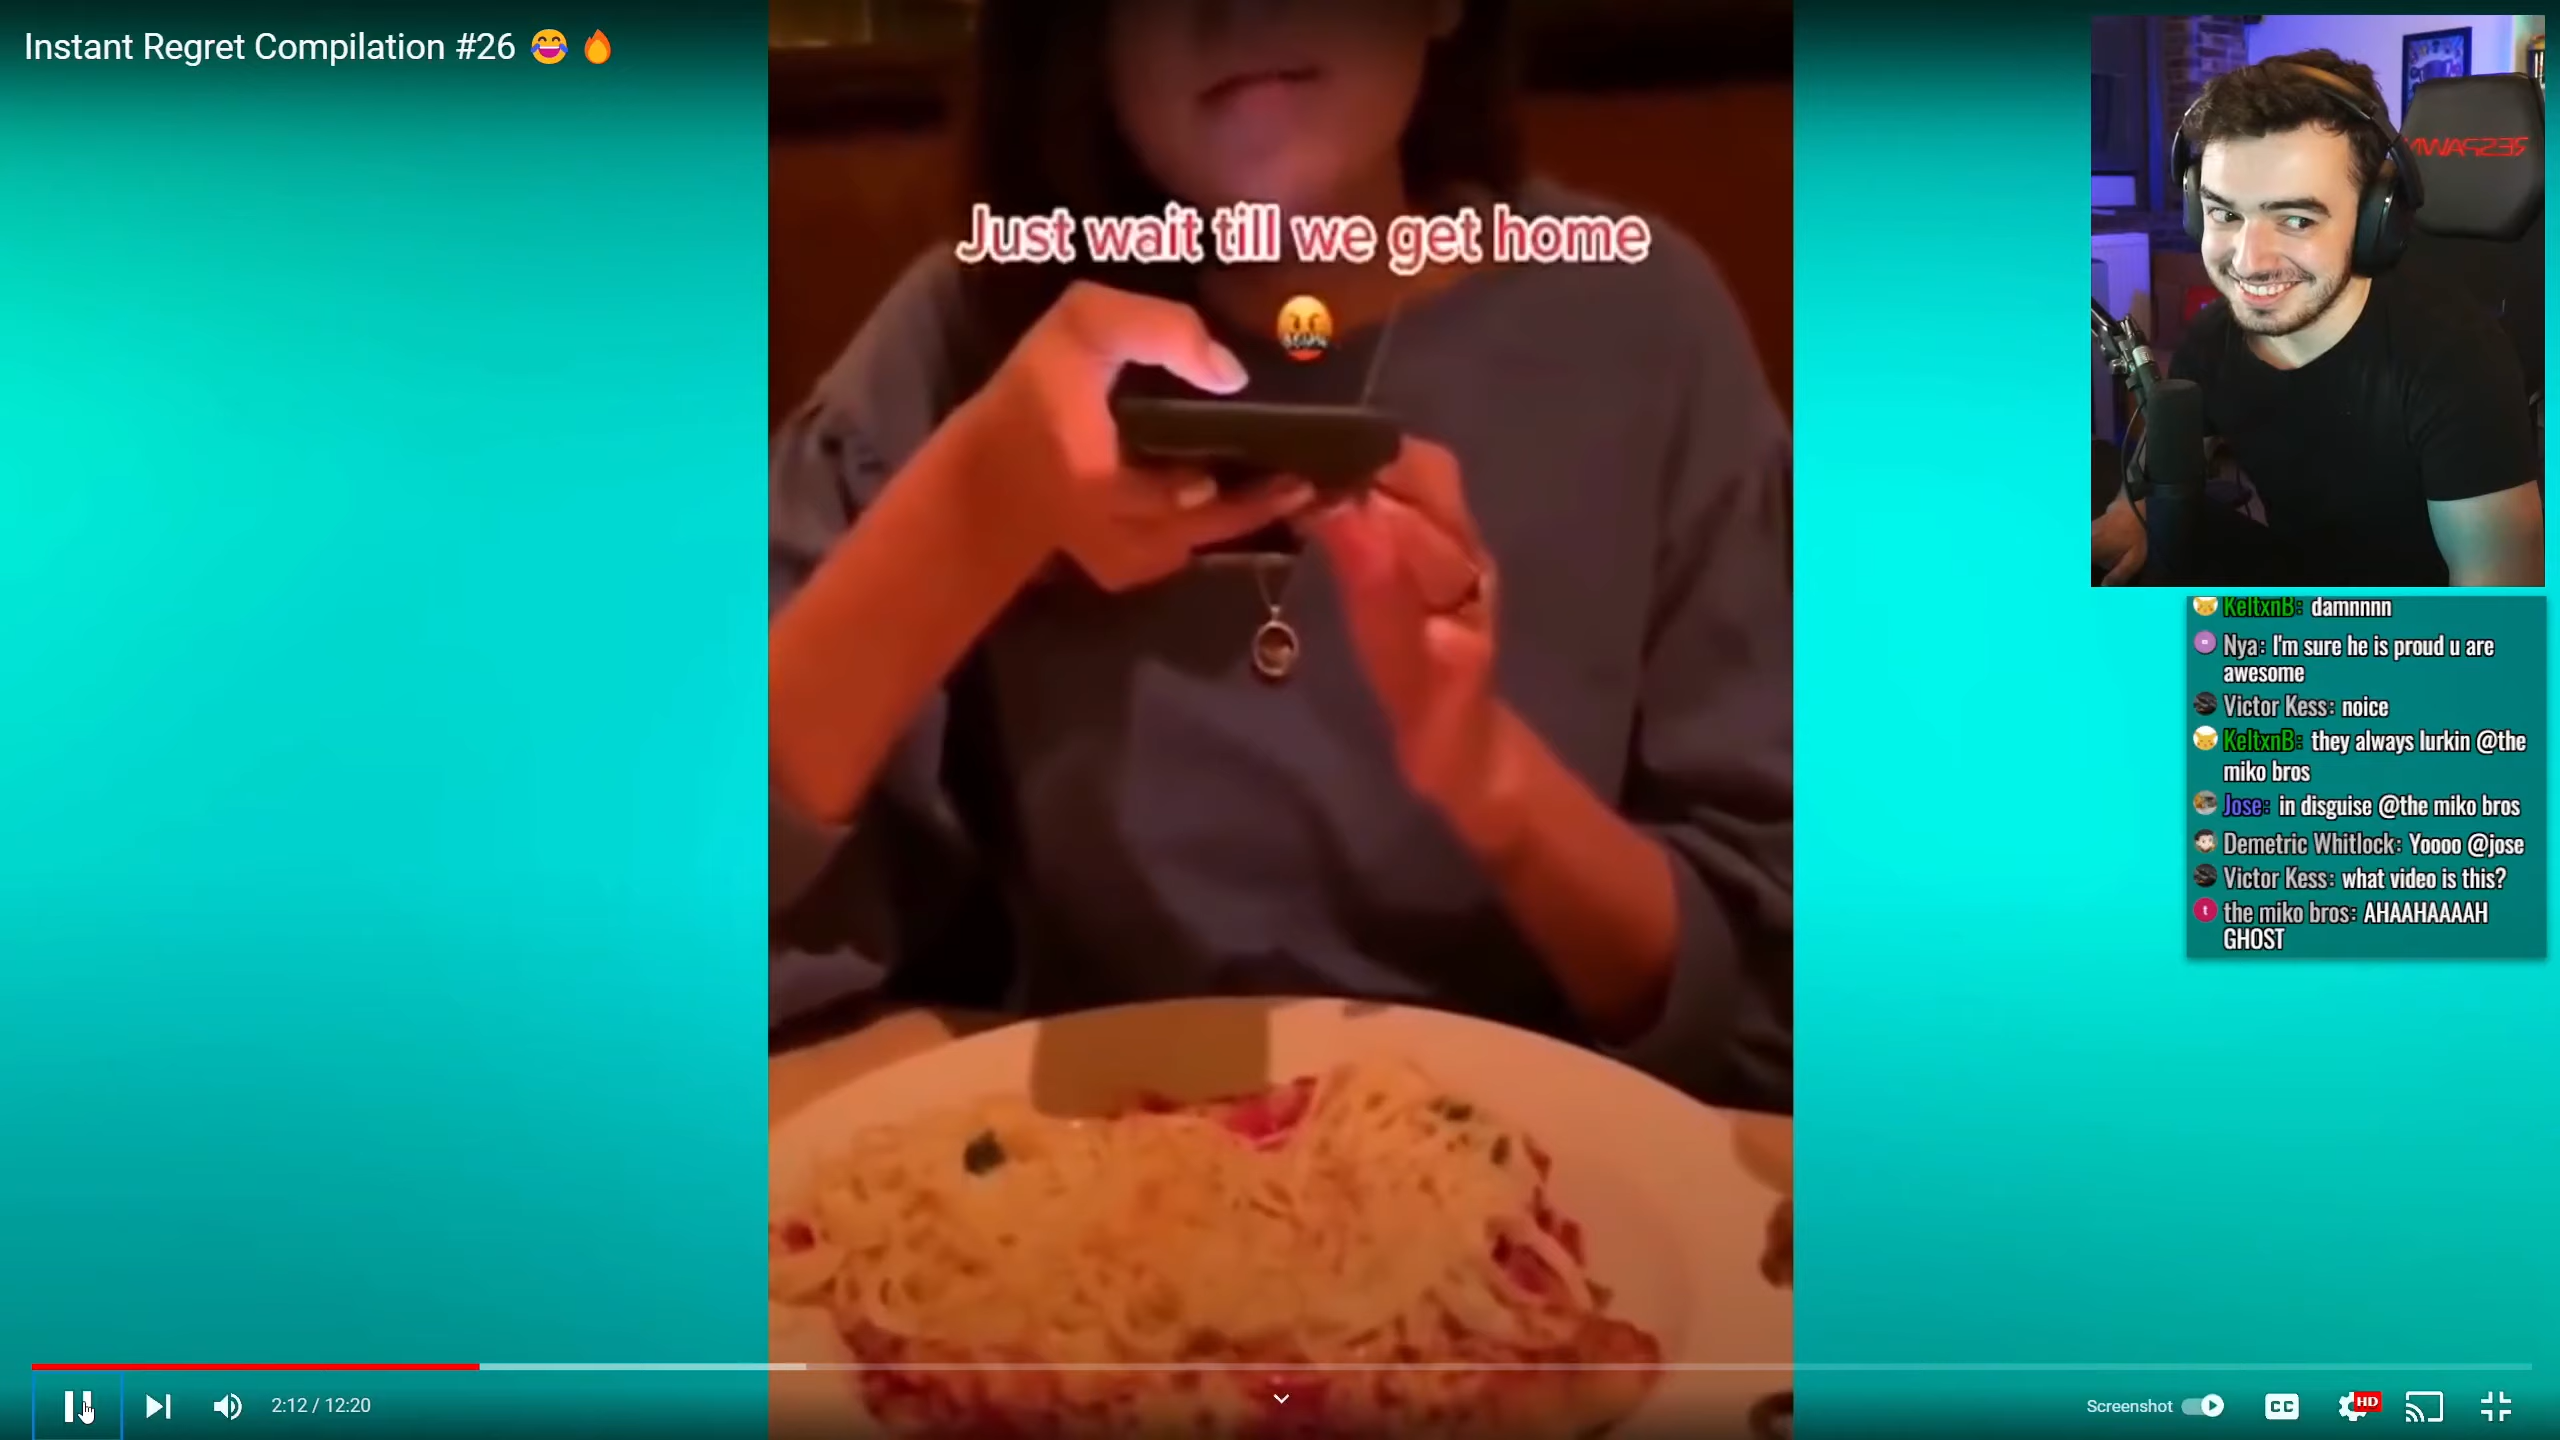 Instant Regret Compilation #26 😂 🔥
Just wait till we get home
🤬
KeltxnB: damnnnn
Nya: I'm sure he is proud u are
awesome
Victor Kess: noice
KeltxnB: they always lurkin @the
miko bros
Jose: in disguise @the miko bros
Demetric Whitlock: Yoooo @jose
Victor Kess: what video is this?
t the miko bros: AHAAHAAAAH
GHOST
2:12 / 12:20
Screenshot
CC
HD